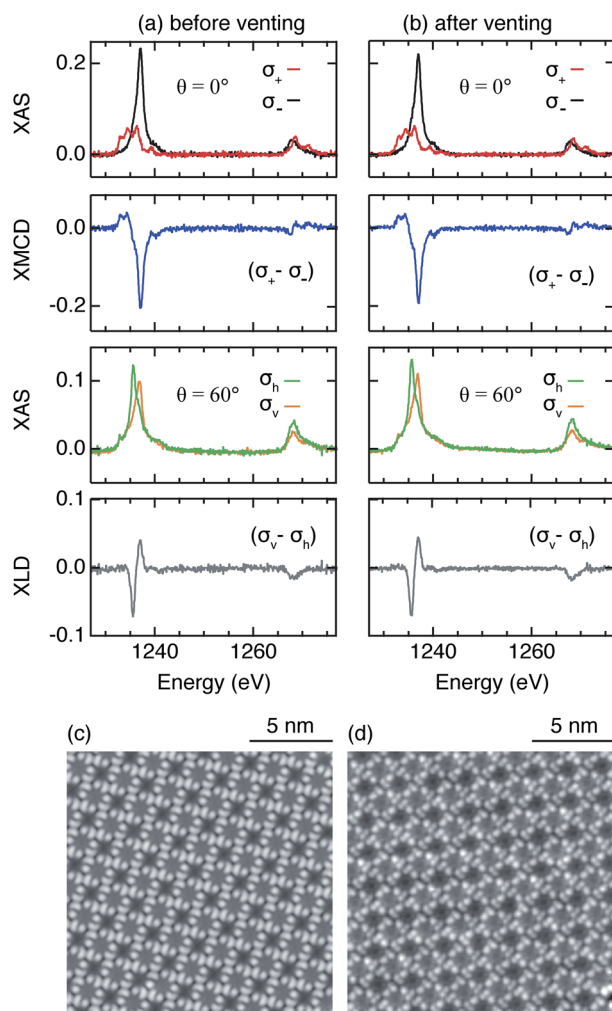 (a) before venting
(b) after venting
XAS
0.2
0.0
θ = 0°
σ+
σ-
θ = 0°
σ+
σ-
XMCD
0.0
-0.2
(σ+- σ-)
(σ+- σ-)
XAS
0.1
0.0
θ = 60°
σh
σv
θ = 60°
σh
σv
XLD
0.1
0.0
-0.1
(σv- σh)
(σv- σh)
1240 1260
1240 1260
Energy (eV)
Energy (eV)
(c)
5 nm
(d)
5 nm